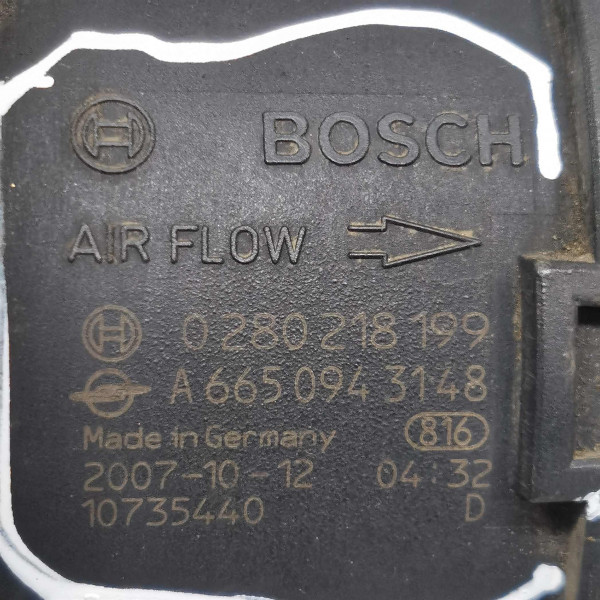 BOSCH
AIR FLOW
0 280 218 199
A 665 094 3148
Made in Germany 816
2007-10-12 04:32
10735440 D